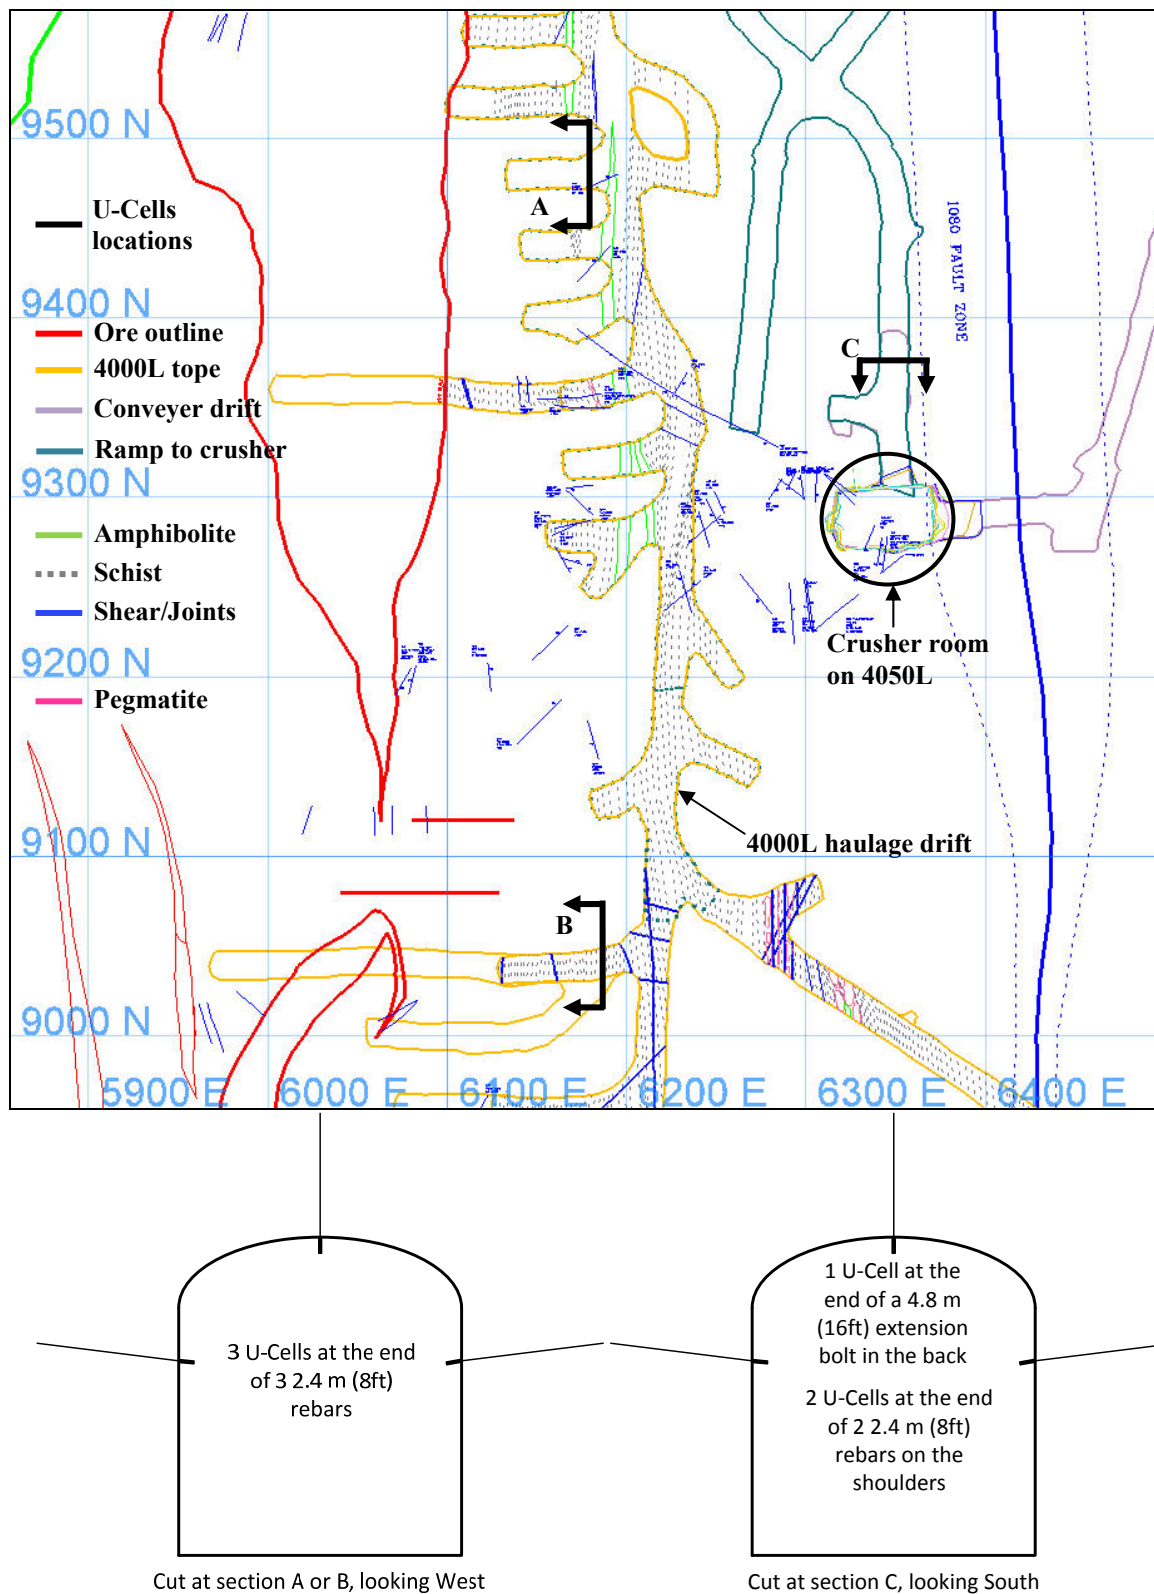 9500 N
U-Cells
locations
A
1080 FAULT ZONE
9400 N
Ore outline
4000L tope
C
Conveyer drift
Ramp to crusher
9300 N
Amphibolite
Schist
Shear/Joints
Crusher room
on 4050L
9200 N
Pegmatite
9100 N
4000L haulage drift
B
9000 N
5900 E
6000 E
6100 E
6200 E
6300 E
6400 E
3 U-Cells at the end
of 3 2.4 m (8ft)
rebars
Cut at section A or B, looking West
1 U-Cell at the
end of a 4.8 m
(16ft) extension
bolt in the back
2 U-Cells at the end
of 2 2.4 m (8ft)
rebars on the
shoulders
Cut at section C, looking South